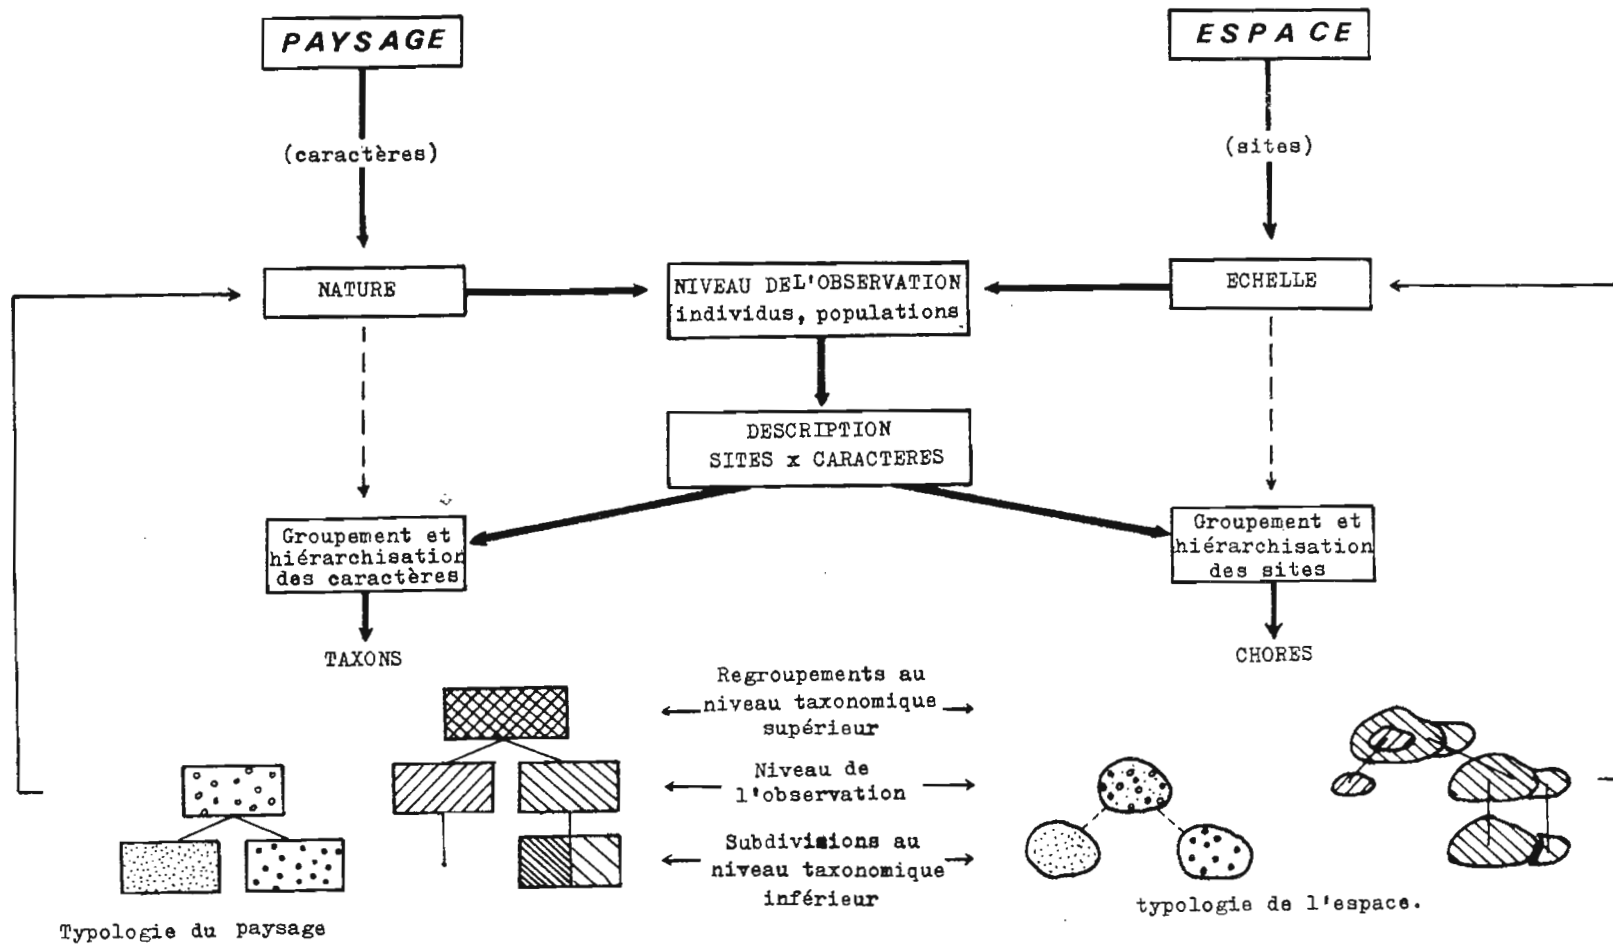 PAYSAGE
ESPACE
(caractères)
(sites)
NATURE
NIVEAU DE L'OBSERVATION
individus, populations
ECHELLE
DESCRIPTION
SITES x CARACTERES
Groupement et
hiérarchisation
des caractères
Groupement et
hiérarchisation
des sites
TAXONS
CHORES
Regroupements au
niveau taxonomique
supérieur
Niveau de
l'observation
Subdivisions au
niveau taxonomique
inférieur
Typologie du paysage
typologie de l'espace.